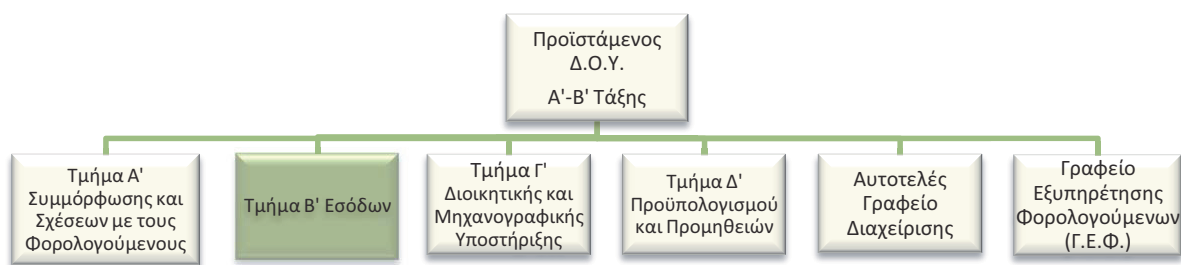 Προϊστάμενος
Δ.Ο.Υ.
Α'-Β' Τάξης
Τμήμα Α'
Συμμόρφωσης και
Σχέσεων με τους
Φορολογούμενους
Τμήμα Β' Εσόδων
Τμήμα Γ'
Διοικητικής και
Μηχανογραφικής
Υποστήριξης
Τμήμα Δ'
Προϋπολογισμού
και Προμηθειών
Αυτοτελές
Γραφείο
Διαχείρισης
Γραφείο
Εξυπηρέτησης
Φορολογούμενων
(Γ.Ε.Φ.)